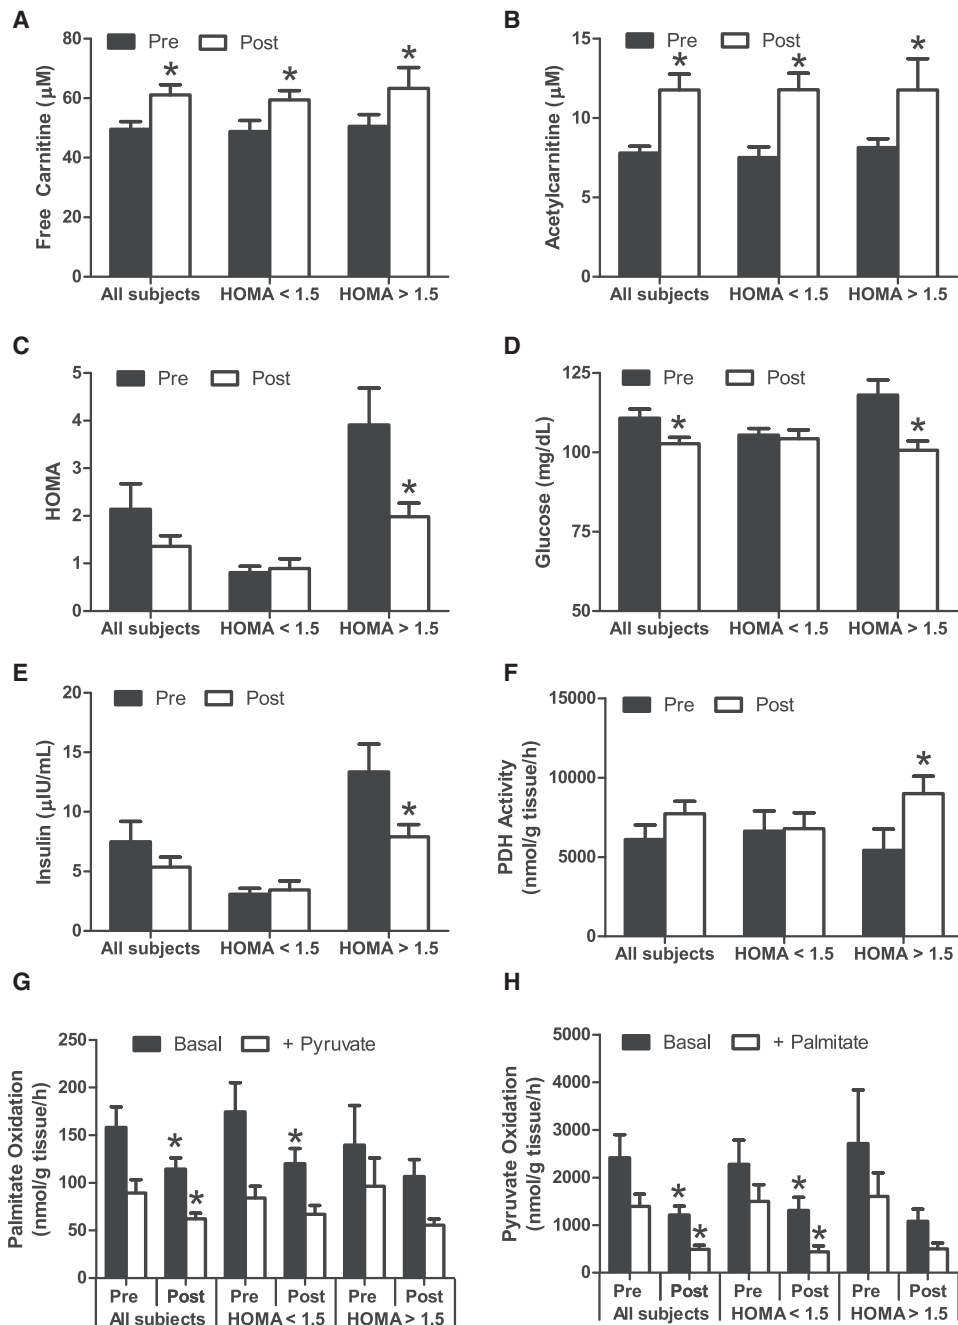 A
Pre Post
Free Carnitine (μM)
80
60
40
20
0
* * *
All subjects HOMA < 1.5 HOMA > 1.5
B
Pre Post
Acetylcarnitine (μM)
15
10
5
0
* * *
All subjects HOMA < 1.5 HOMA > 1.5
C
Pre Post
HOMA
5
4
3
2
1
0
*
All subjects HOMA < 1.5 HOMA > 1.5
D
Pre Post
Glucose (mg/dL)
125
100
75
50
* *
All subjects HOMA < 1.5 HOMA > 1.5
E
Pre Post
Insulin (μIU/mL)
20
15
10
5
0
*
All subjects HOMA < 1.5 HOMA > 1.5
F
Pre Post
PDH Activity
(nmol/g tissue/h)
15000
10000
5000
0
*
All subjects HOMA < 1.5 HOMA > 1.5
G
Basal + Pyruvate
Palmitate Oxidation
(nmol/g tissue/h)
250
200
150
100
50
0
* * *
Pre Post Pre Post Pre Post
All subjects HOMA < 1.5 HOMA > 1.5
H
Basal + Palmitate
Pyruvate Oxidation
(nmol/g tissue/h)
5000
4000
3000
2000
1000
0
* * * *
Pre Post Pre Post Pre Post
All subjects HOMA < 1.5 HOMA > 1.5